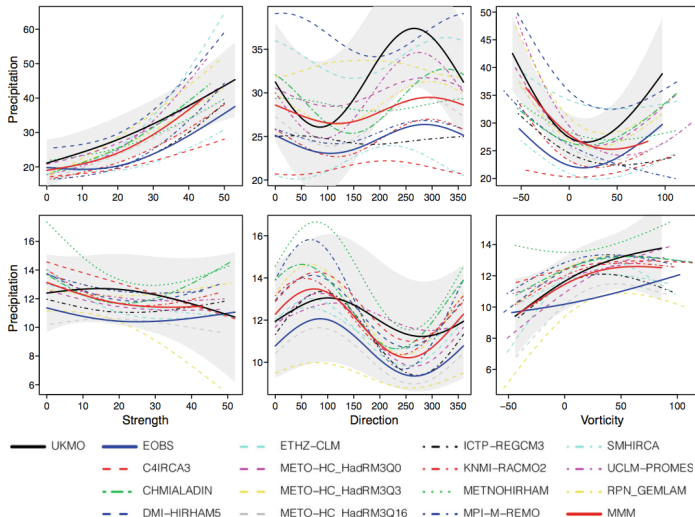 Precipitation
20 30 40 50 60
0 10 20 30 40 50
20 25 30 35
0 50 100 150 200 250 300 350
20 25 30 35 40 45 50
-50 0 50 100
Precipitation
6 8 10 12 14 16
0 10 20 30 40 50
Strength
10 12 14 16
0 50 100 150 200 250 300 350
Direction
6 8 10 12 14
-50 0 50 100
Vorticity
UKMO EOBS ETHZ-CLM ICTP-REGCM3 SMHIRCA
C4IRCA3 METO-HC_HadRM3Q0 KNMI-RACMO2 UCLM-PROMES
CHMIALADIN METO-HC_HadRM3Q3 METNOHIRHAM RPN_GEMLAM
DMI-HIRHAM5 METO-HC_HadRM3Q16 MPI-M-REMO MMM